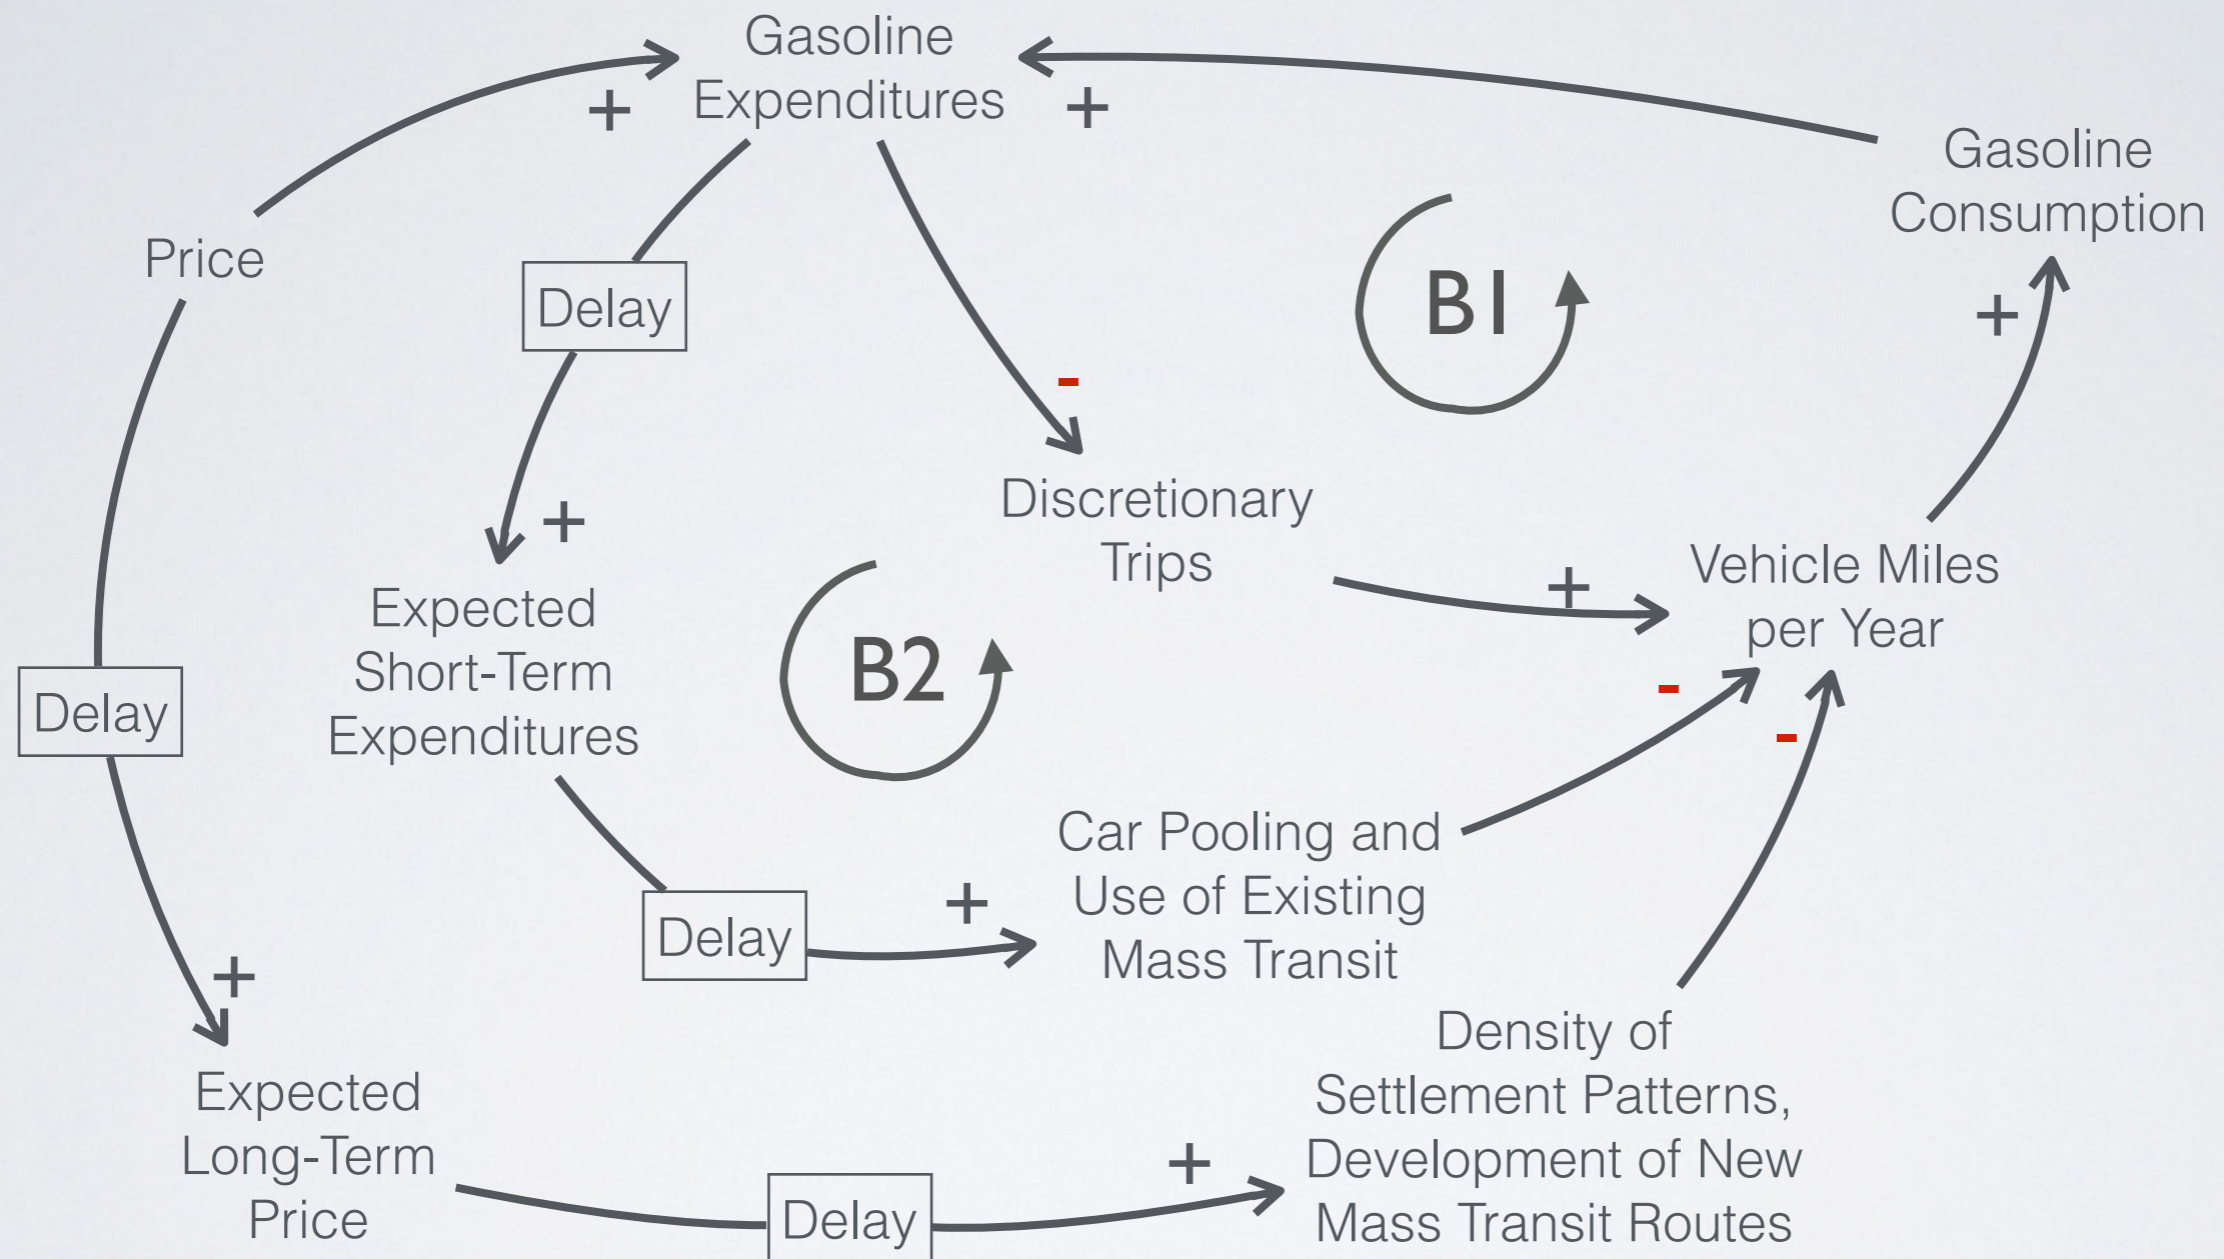 Gasoline
Expenditures
+
+
Gasoline
Consumption
Price
Delay
B1
+
-
Discretionary
Trips
+
+
Vehicle Miles
per Year
Expected
Short-Term
Expenditures
B2
-
-
Delay
Car Pooling and
Use of Existing
Mass Transit
+
Delay
+
Expected
Long-Term
Price
Density of
Settlement Patterns,
Development of New
Mass Transit Routes
+
Delay